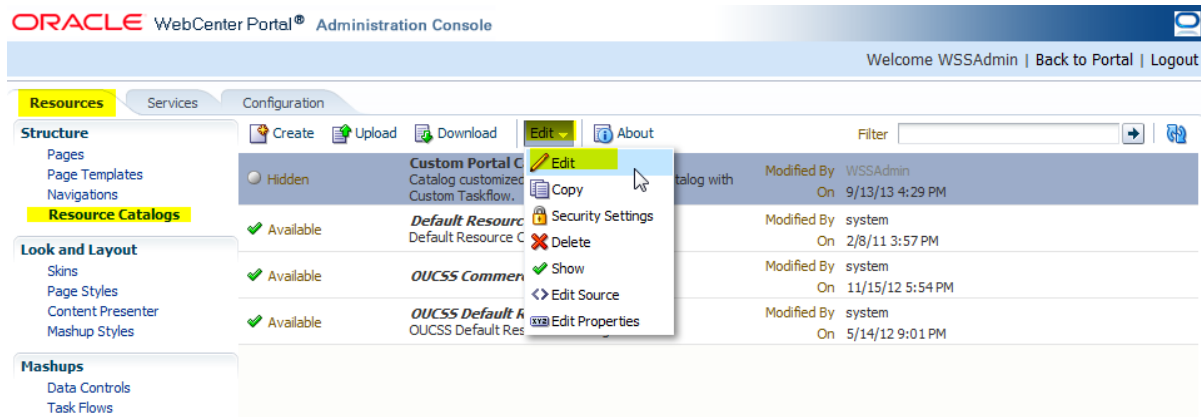 ORACLE WebCenter Portal® Administration Console
Welcome WSSAdmin | Back to Portal | Logout
Resources Services Configuration
Structure
Pages
Page Templates
Navigations
Resource Catalogs
Look and Layout
Skins
Page Styles
Content Presenter
Mashup Styles
Mashups
Data Controls
Task Flows
Create Upload Download Edit About Filter
Edit
Copy
Security Settings
Delete
Show
Edit Source
Edit Properties
Hidden
Custom Portal C
Catalog customized talog with
Custom Taskflow.
Modified By WSSAdmin
On 9/13/13 4:29 PM
Available
Default Resourc
Default Resource C
Modified By system
On 2/8/11 3:57 PM
Available
OUCSS Commer
Modified By system
On 11/15/12 5:54 PM
Available
OUCSS Default R
OUCSS Default Res
Modified By system
On 5/14/12 9:01 PM